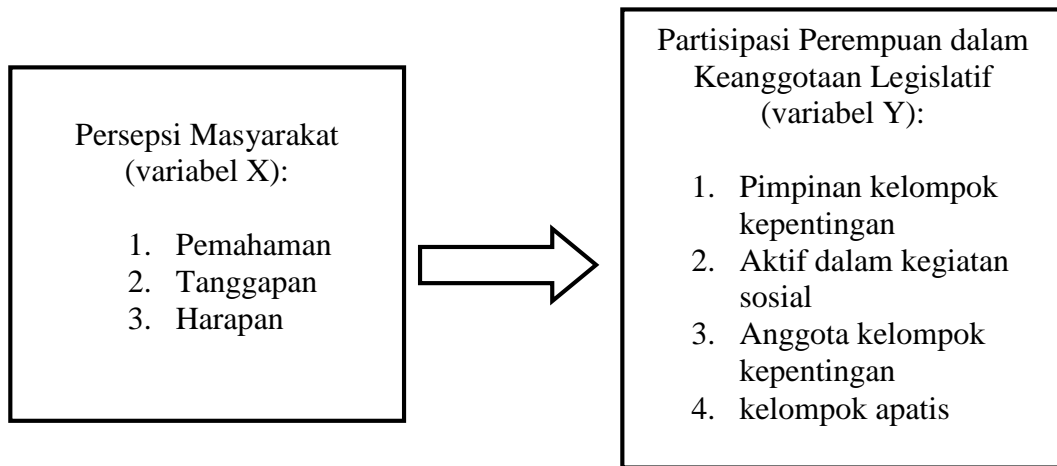 Persepsi Masyarakat
(variabel X):
1. Pemahaman
2. Tanggapan
3. Harapan
Partisipasi Perempuan dalam
Keanggotaan Legislatif
(variabel Y):
1. Pimpinan kelompok
kepentingan
2. Aktif dalam kegiatan
sosial
3. Anggota kelompok
kepentingan
4. kelompok apatis